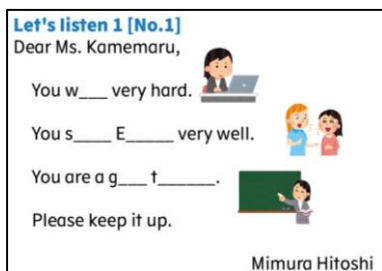 Let's listen 1 [No.1]
Dear Ms. Kamemaru,
You w___ very hard.
You s____ E_____ very well.
You are a g___ t______.
Please keep it up.
Mimura Hitoshi